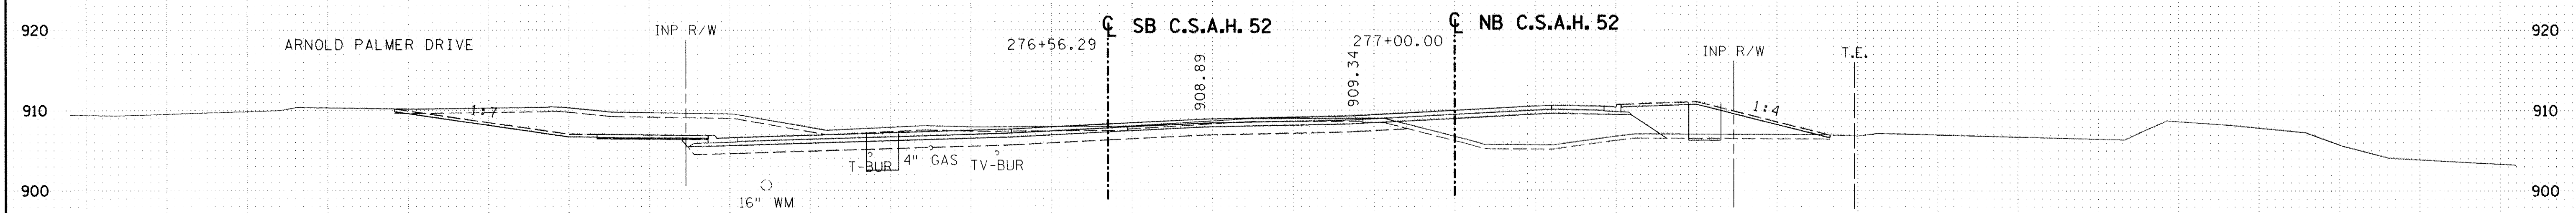 920
ARNOLD PALMER DRIVE
INP R/W
276+56.29
℄ SB C.S.A.H. 52
908.89
909.34
277+00.00
℄ NB C.S.A.H. 52
INP R/W
T.E.
920
910
1:7
1:4
910
900
T-BUR
4" GAS
TV-BUR
16" WM
900